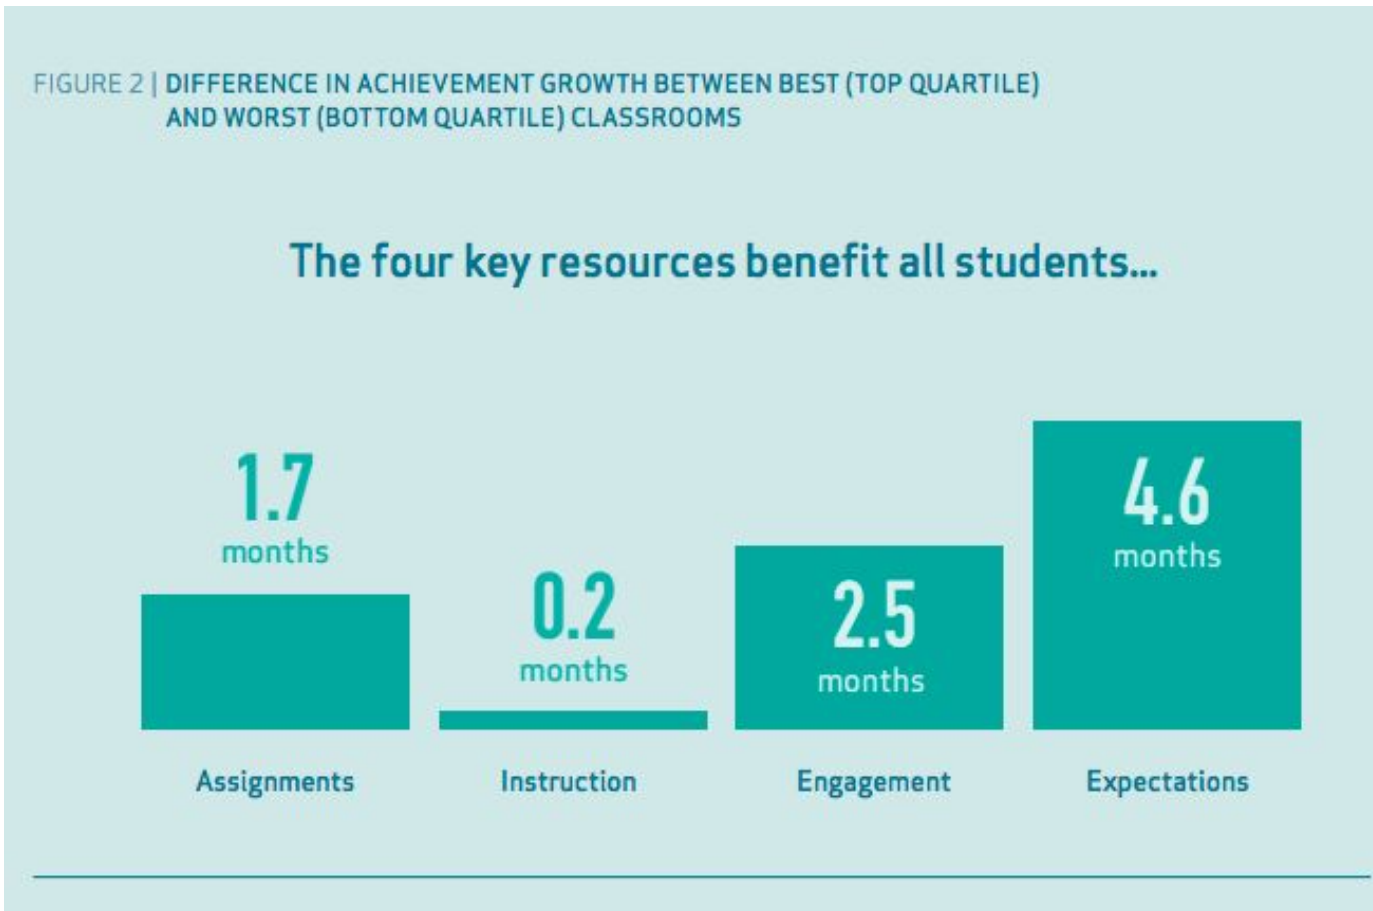 FIGURE 2 | DIFFERENCE IN ACHIEVEMENT GROWTH BETWEEN BEST (TOP QUARTILE)
AND WORST (BOTTOM QUARTILE) CLASSROOMS
The four key resources benefit all students...
1.7
months
0.2
months
2.5
months
4.6
months
Assignments
Instruction
Engagement
Expectations